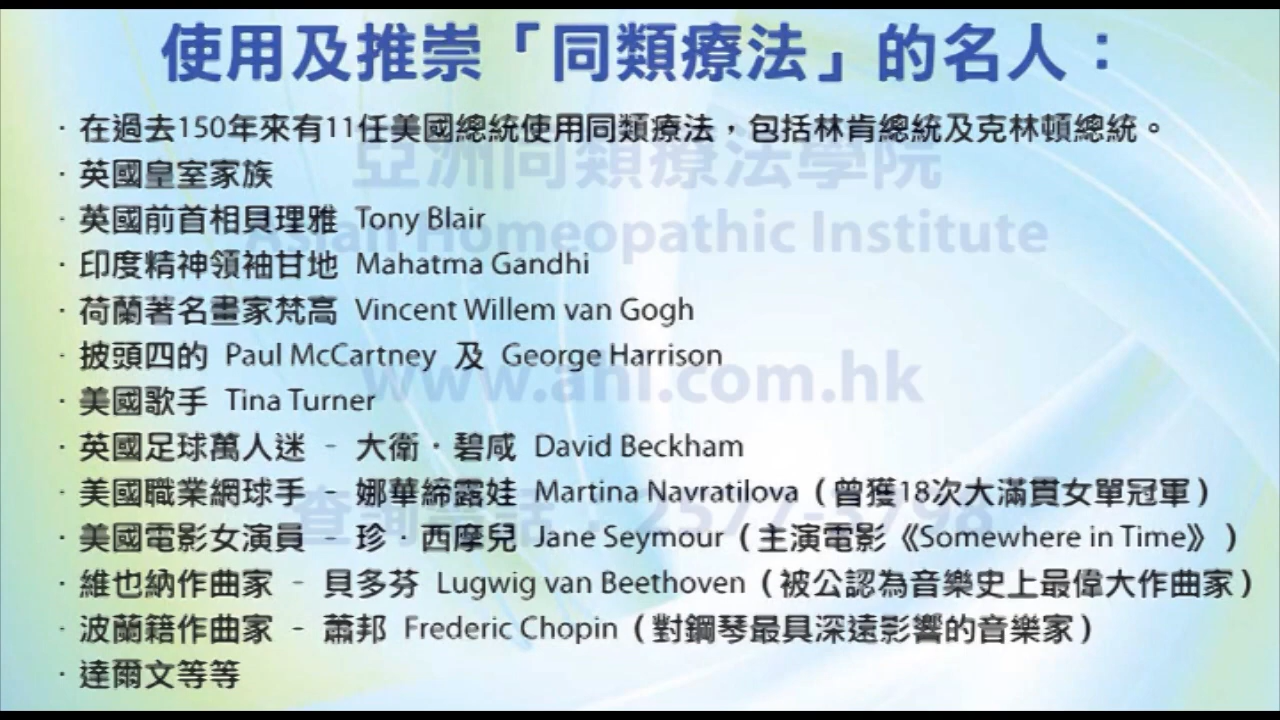 使用及推崇「同類療法」的名人：
· 在過去150年來有11任美國總統使用同類療法，包括林肯總統及克林頓總統。
亞洲同類療法學院
· 英國皇室家族
· 英國前首相貝理雅 Tony Blair
Asian Homeopathic Institute
· 印度精神領袖甘地 Mahatma Gandhi
· 荷蘭著名畫家梵高 Vincent Willem van Gogh
· 披頭四的 Paul McCartney 及 George Harrison
www.ahi.com.hk
· 美國歌手 Tina Turner
· 英國足球萬人迷 - 大衛·碧咸 David Beckham
· 美國職業網球手 - 娜華締露娃 Martina Navratilova（曾獲18次大滿貫女單冠軍）
查詢電話：2577-3798
· 美國電影女演員 - 珍·西摩兒 Jane Seymour（主演電影《Somewhere in Time》）
· 維也納作曲家 - 貝多芬 Lugwig van Beethoven（被公認為音樂史上最偉大作曲家）
· 波蘭籍作曲家 - 蕭邦 Frederic Chopin（對鋼琴最具深遠影響的音樂家）
· 達爾文等等